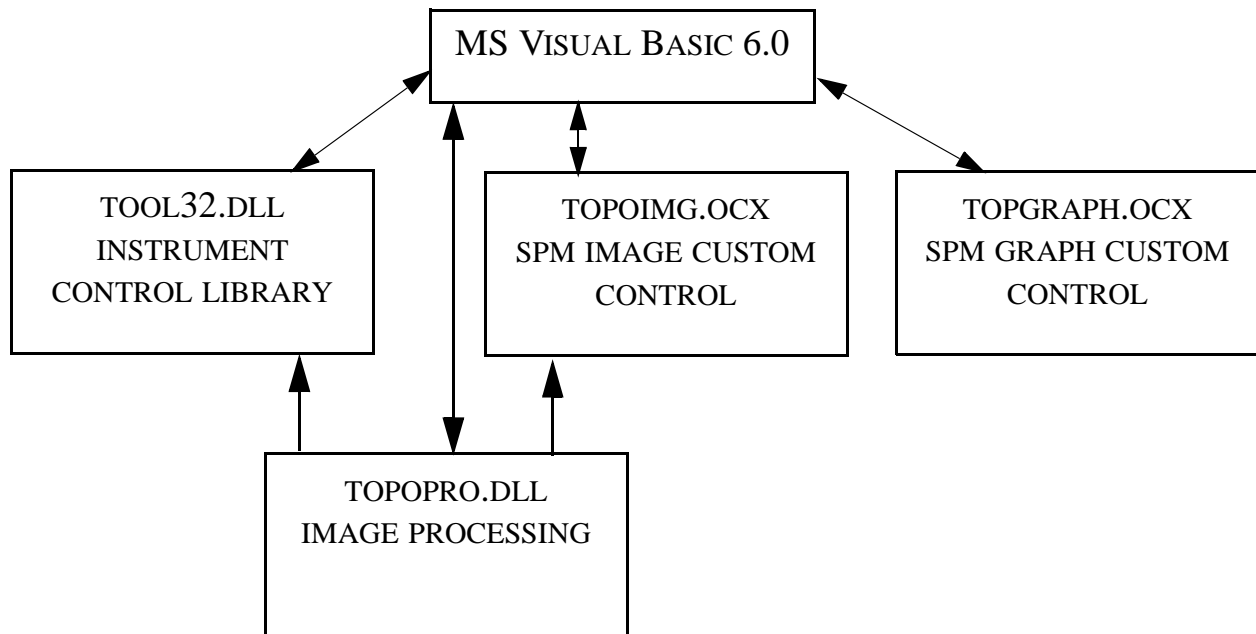 MS VISUAL BASIC 6.0
TOOL32.DLL
INSTRUMENT
CONTROL LIBRARY
TOPOIMG.OCX
SPM IMAGE CUSTOM
CONTROL
TOPGRAPH.OCX
SPM GRAPH CUSTOM
CONTROL
TOPOPRO.DLL
IMAGE PROCESSING